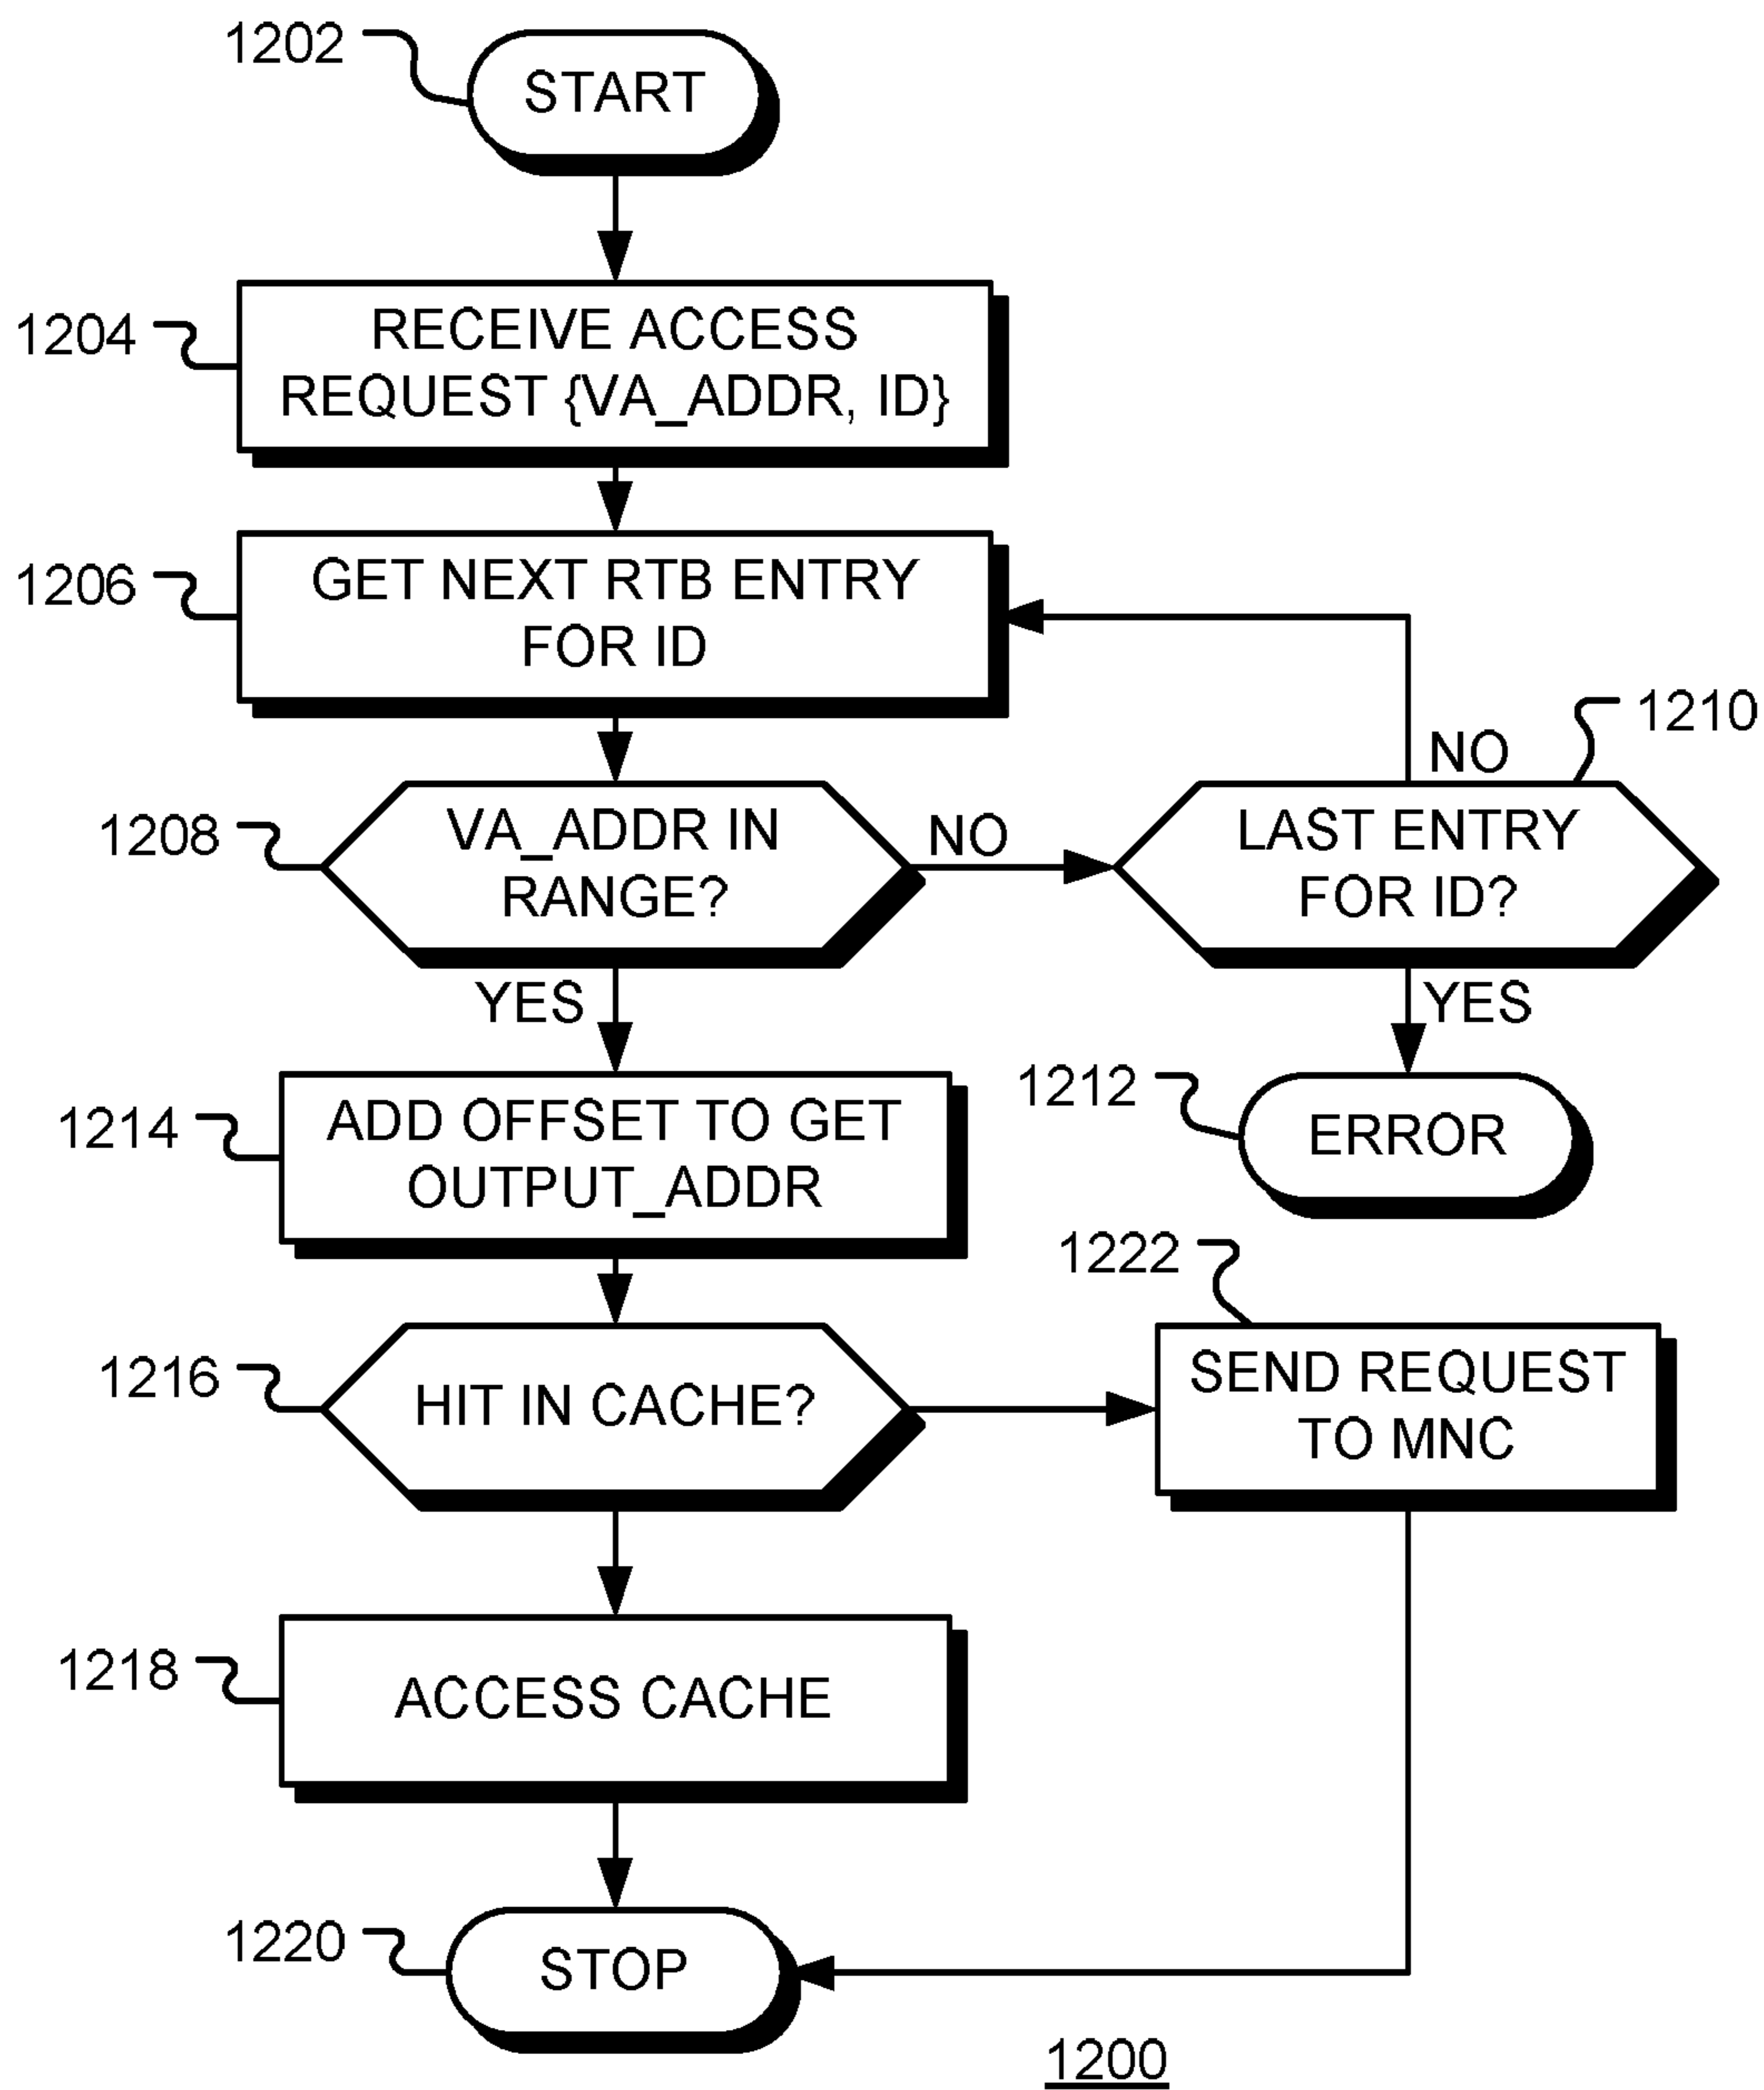 1202
START
1204
RECEIVE ACCESS
REQUEST {VA_ADDR, ID}
1206
GET NEXT RTB ENTRY
FOR ID
1208
VA_ADDR IN
RANGE?
NO
1210
NO
LAST ENTRY
FOR ID?
YES
YES
1212
ERROR
1214
ADD OFFSET TO GET
OUTPUT_ADDR
1216
HIT IN CACHE?
1222
SEND REQUEST
TO MNC
1218
ACCESS CACHE
1220
STOP
1200